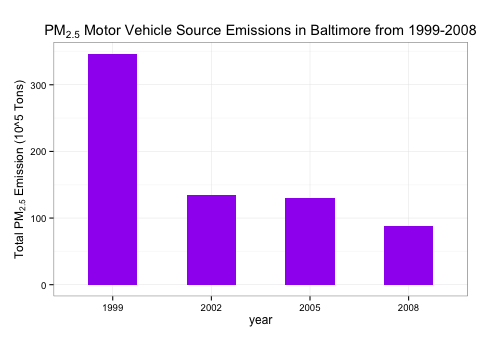 PM2.5 Motor Vehicle Source Emissions in Baltimore from 1999-2008
Total PM2.5 Emission (10^5 Tons)
300
200
100
0
1999 2002 2005 2008
year